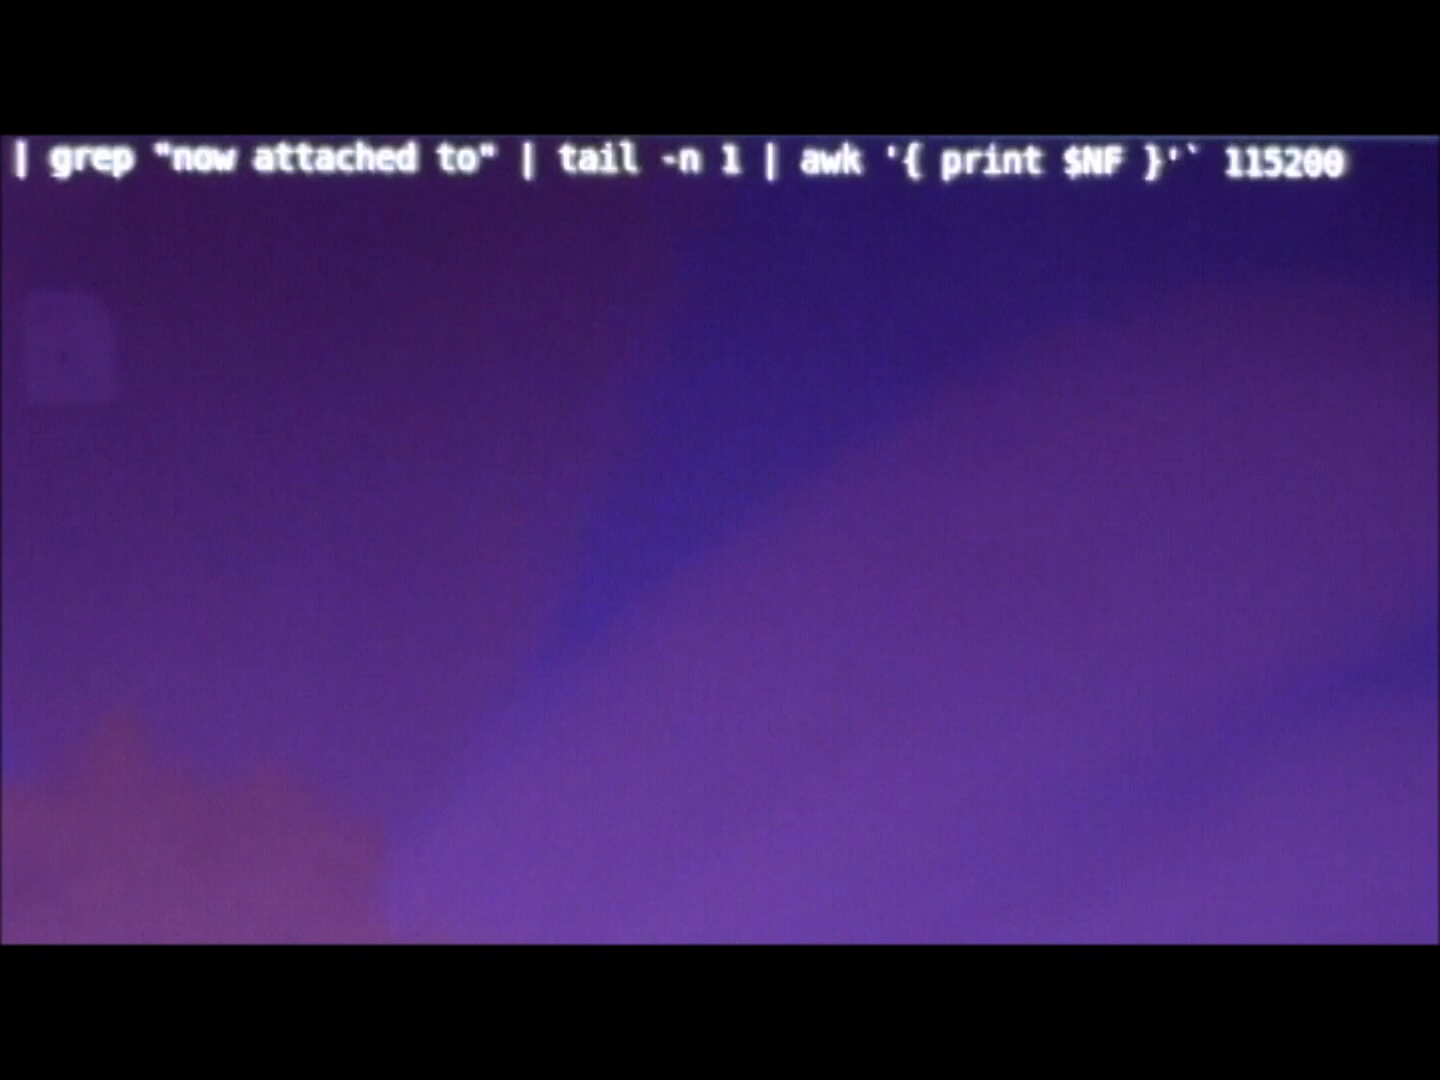 | grep "now attached to" | tail -n 1 | awk '{ print $NF }'` 115200